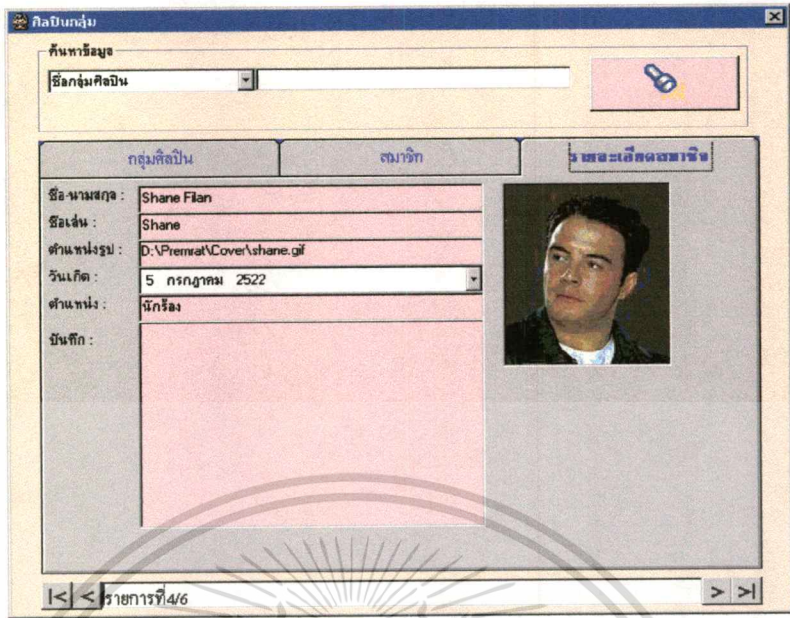 ศิลปินกลุ่ม
ค้นหาข้อมูล
ชื่อกลุ่มศิลปิน
กลุ่มศิลปิน สมาชิก รายละเอียดสมาชิก
ชื่อ-นามสกุล : Shane Filan
ชื่อเล่น : Shane
ตำแหน่งรูป : D:\Premrat\Cover\shane.gif
วันเกิด : 5 กรกฎาคม 2522
ตำแหน่ง : นักร้อง
บันทึก :
|< < รายการที่4/6 > >|